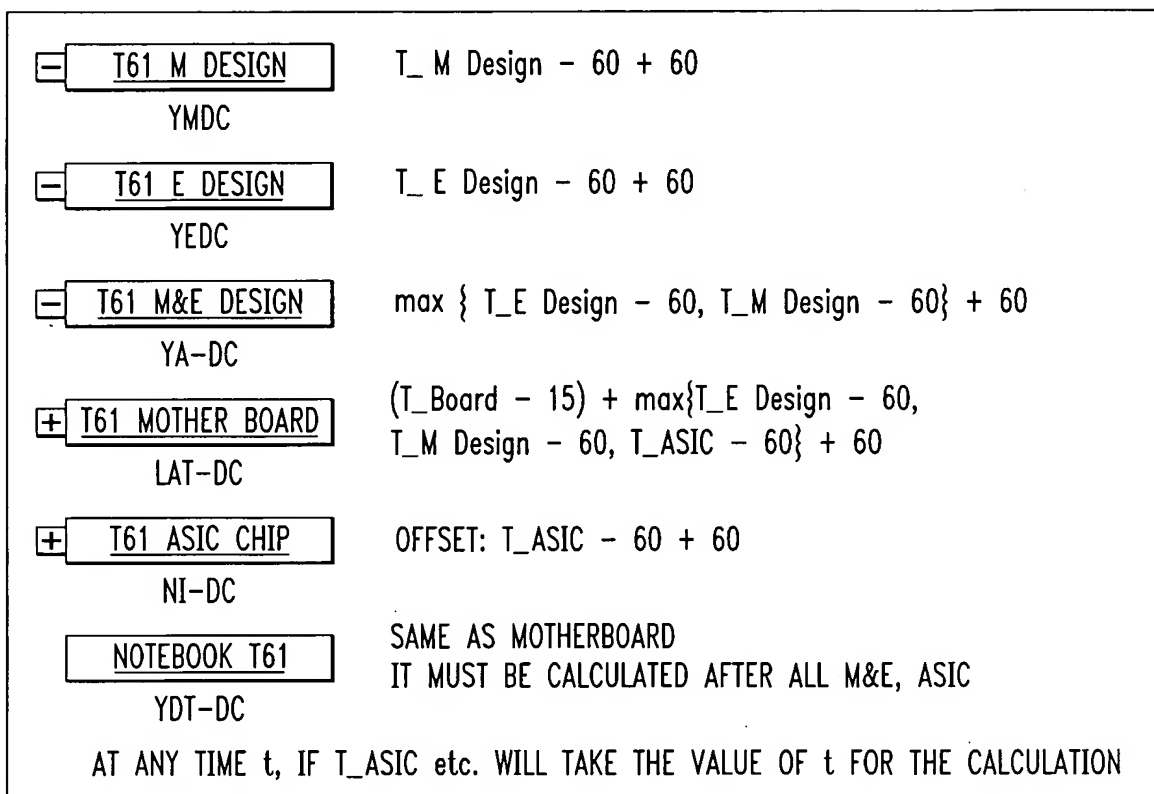 T61 M DESIGN T_ M Design – 60 + 60
YMDC
T61 E DESIGN T_ E Design – 60 + 60
YEDC
T61 M&E DESIGN max { T_E Design – 60, T_M Design – 60} + 60
YA–DC
(T_Board – 15) + max{T_E Design – 60,
T61 MOTHER BOARD T_M Design – 60, T_ASIC – 60} + 60
LAT–DC
T61 ASIC CHIP OFFSET: T_ASIC – 60 + 60
NI–DC
SAME AS MOTHERBOARD
NOTEBOOK T61 IT MUST BE CALCULATED AFTER ALL M&E, ASIC
YDT–DC
AT ANY TIME t, IF T_ASIC etc. WILL TAKE THE VALUE OF t FOR THE CALCULATION